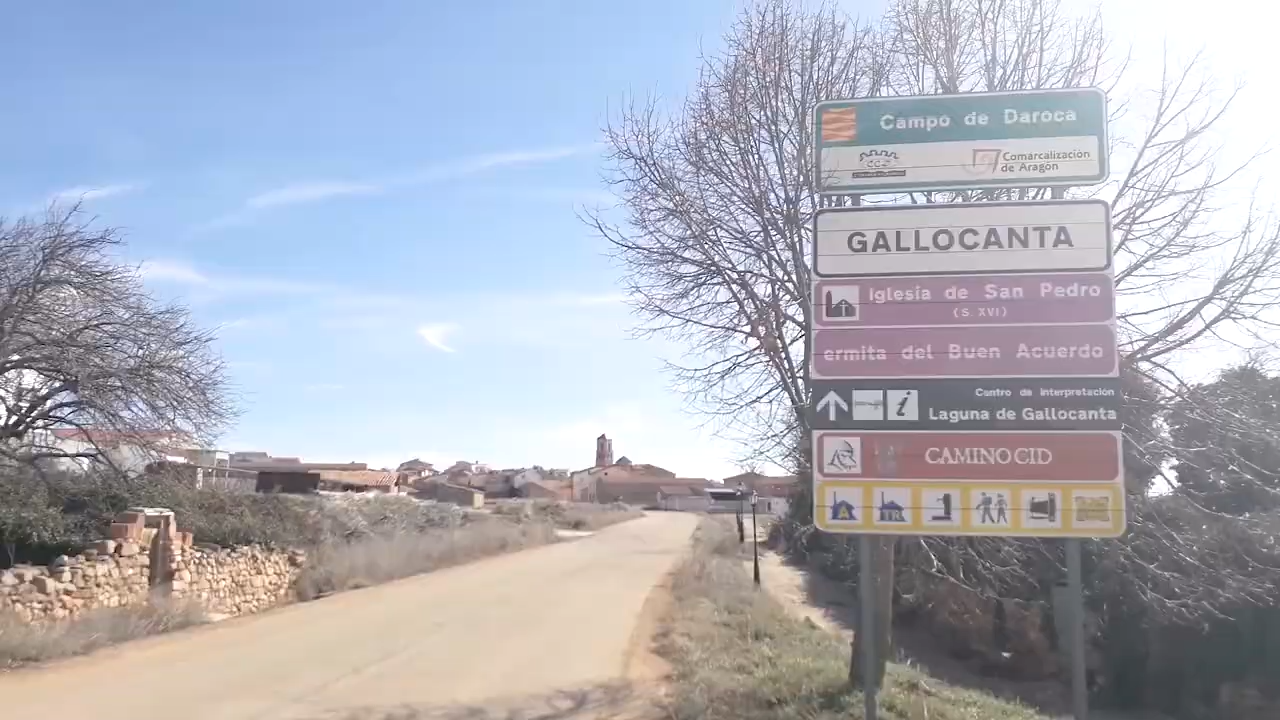 Campo de Daroca
Comarcalización
de Aragón
GALLOCANTA
Iglesia de San Pedro
(S. XVI)
ermita del Buen Acuerdo
Centro de Interpretación
Laguna de Gallocanta
CAMINO CID